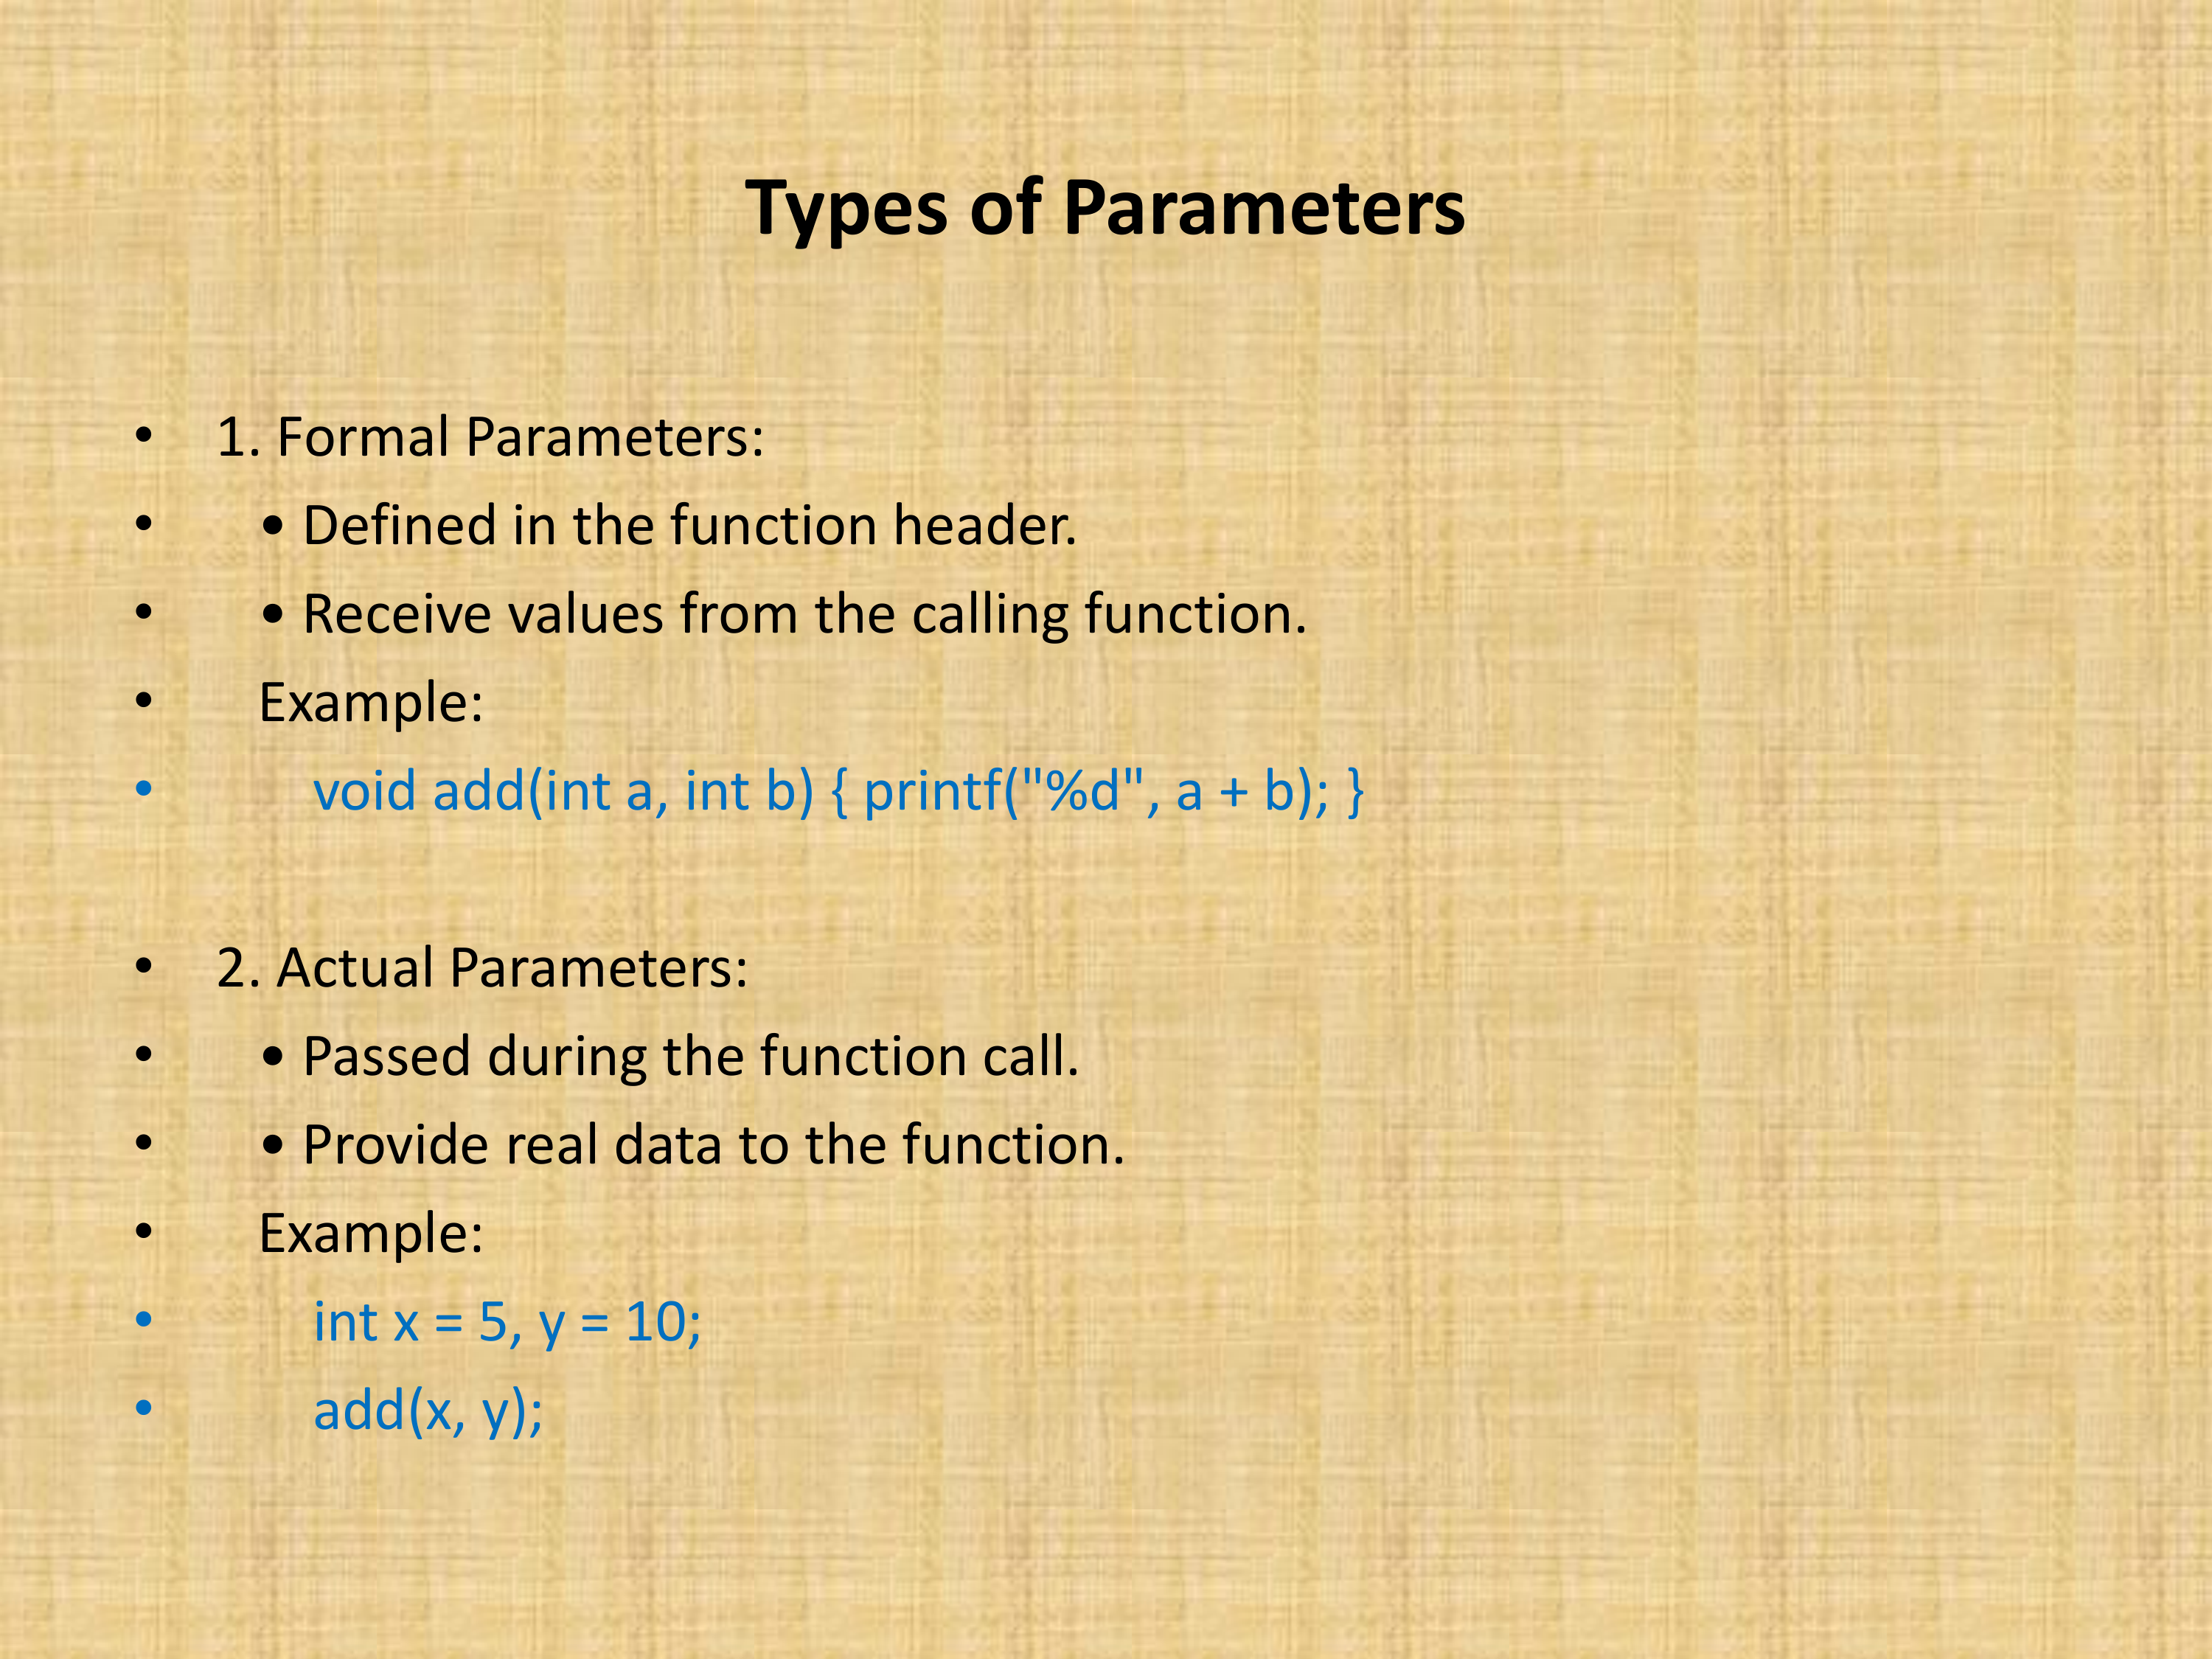 Types of Parameters
• 1. Formal Parameters:
• • Defined in the function header.
• • Receive values from the calling function.
• Example:
• void add(int a, int b) { printf("%d", a + b); }
• 2. Actual Parameters:
• • Passed during the function call.
• • Provide real data to the function.
• Example:
• int x = 5, y = 10;
• add(x, y);